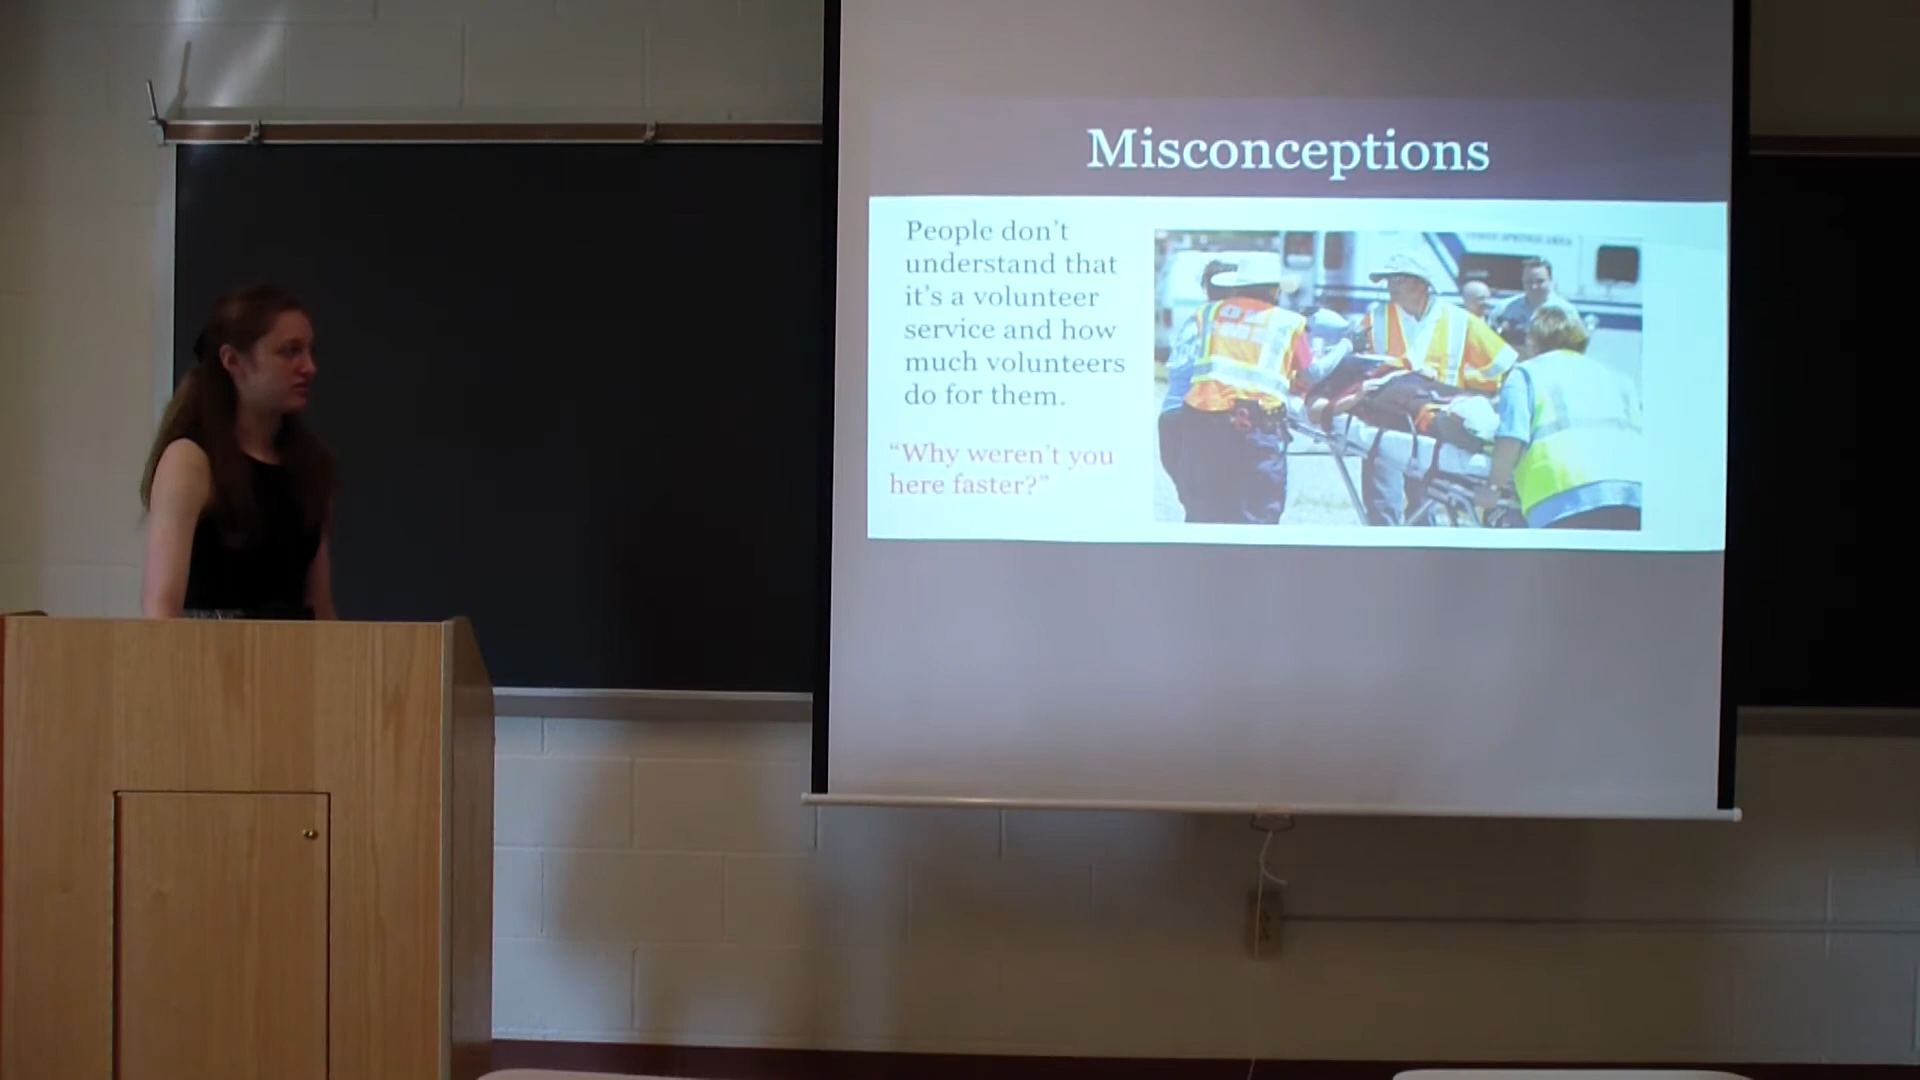 Misconceptions
People don't
understand that
it's a volunteer
service and how
much volunteers
do for them.
"Why weren't you
here faster?"